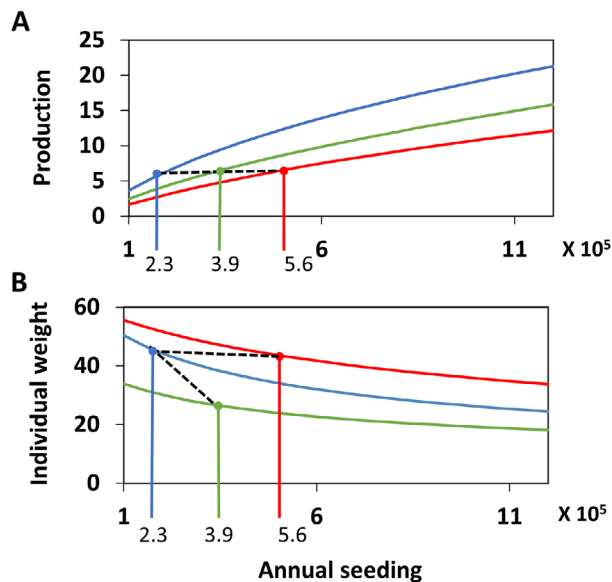 A
Production
25
20
15
10
5
0
1 6 11 X 10⁵
2.3 3.9 5.6
B
Individual weight
60
40
20
0
1 6 11 X 10⁵
2.3 3.9 5.6
Annual seeding